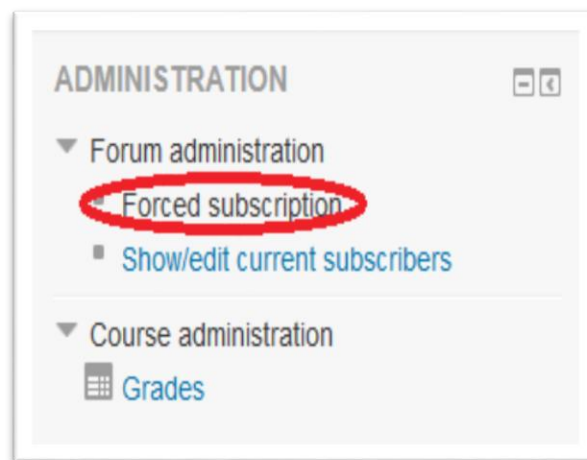 ADMINISTRATION
Forum administration
Forced subscription
Show/edit current subscribers
Course administration
Grades